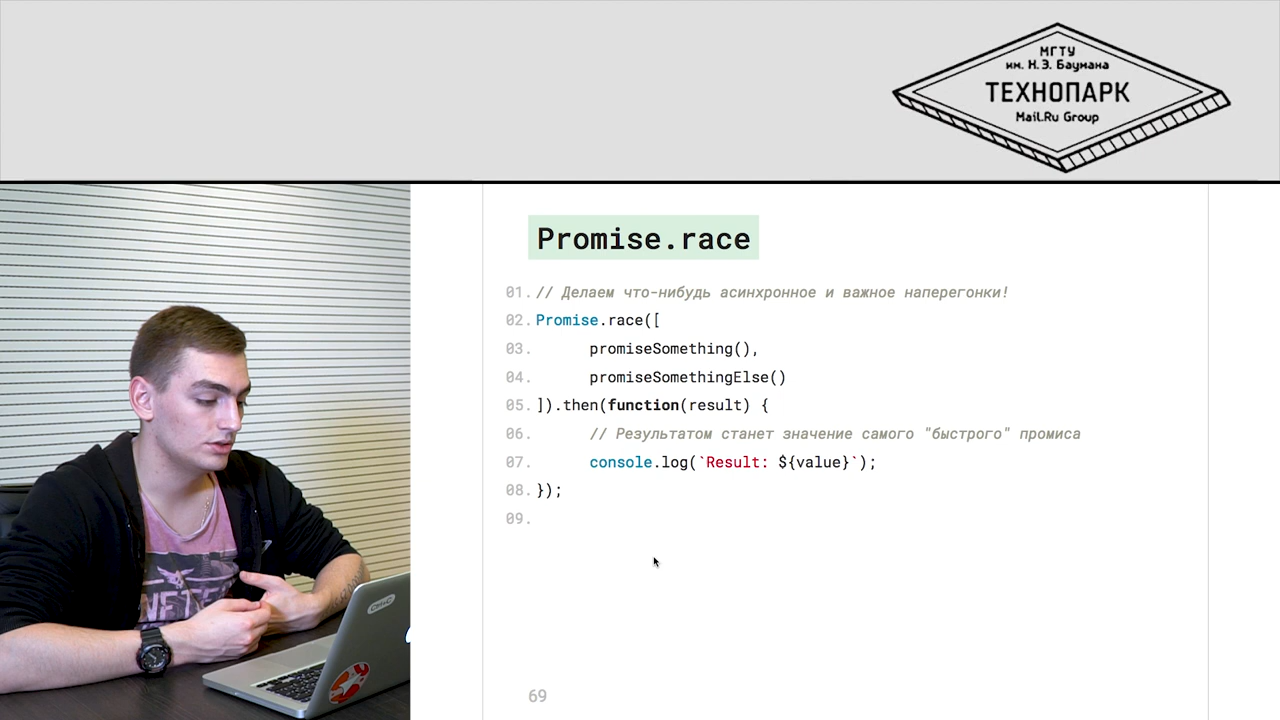 МГТУ
им. Н.Э. Баумана
ТЕХНОПАРК
Mail.Ru Group
Promise.race
01. // Делаем что-нибудь асинхронное и важное наперегонки!
02. Promise.race([
03. promiseSomething(),
04. promiseSomethingElse()
05. ]).then(function(result) {
06. // Результатом станет значение самого "быстрого" промиса
07. console.log(`Result: ${value}`);
08. });
09.
69